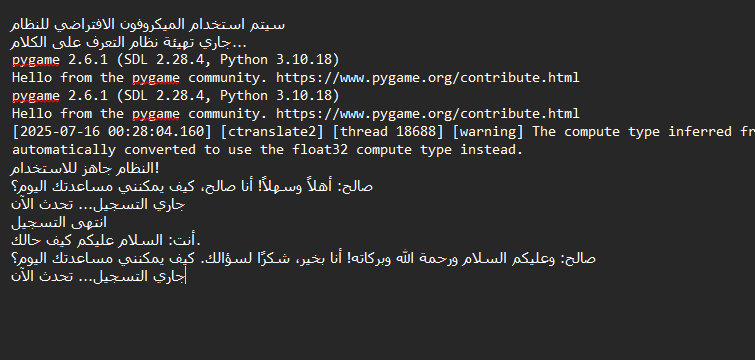 سيتم استخدام الميكروفون الافتراضي للنظام
جاري تهيئة نظام التعرف على الكلام...
pygame 2.6.1 (SDL 2.28.4, Python 3.10.18)
Hello from the pygame community. https://www.pygame.org/contribute.html
pygame 2.6.1 (SDL 2.28.4, Python 3.10.18)
Hello from the pygame community. https://www.pygame.org/contribute.html
[2025-07-16 00:28:04.160] [ctranslate2] [thread 18688] [warning] The compute type inferred
automatically converted to use the float32 compute type instead.
النظام جاهز للاستخدام!
صالح: أهلاً وسهلاً! أنا صالح، كيف يمكنني مساعدتك اليوم؟
جاري التسجيل... تحدث الآن
انتهى التسجيل
أنت: السلام عليكم كيف حالك.
صالح: وعليكم السلام ورحمة الله وبركاته! أنا بخير، شكرًا لسؤالك. كيف يمكنني مساعدتك اليوم؟
جاري التسجيل... تحدث الآن